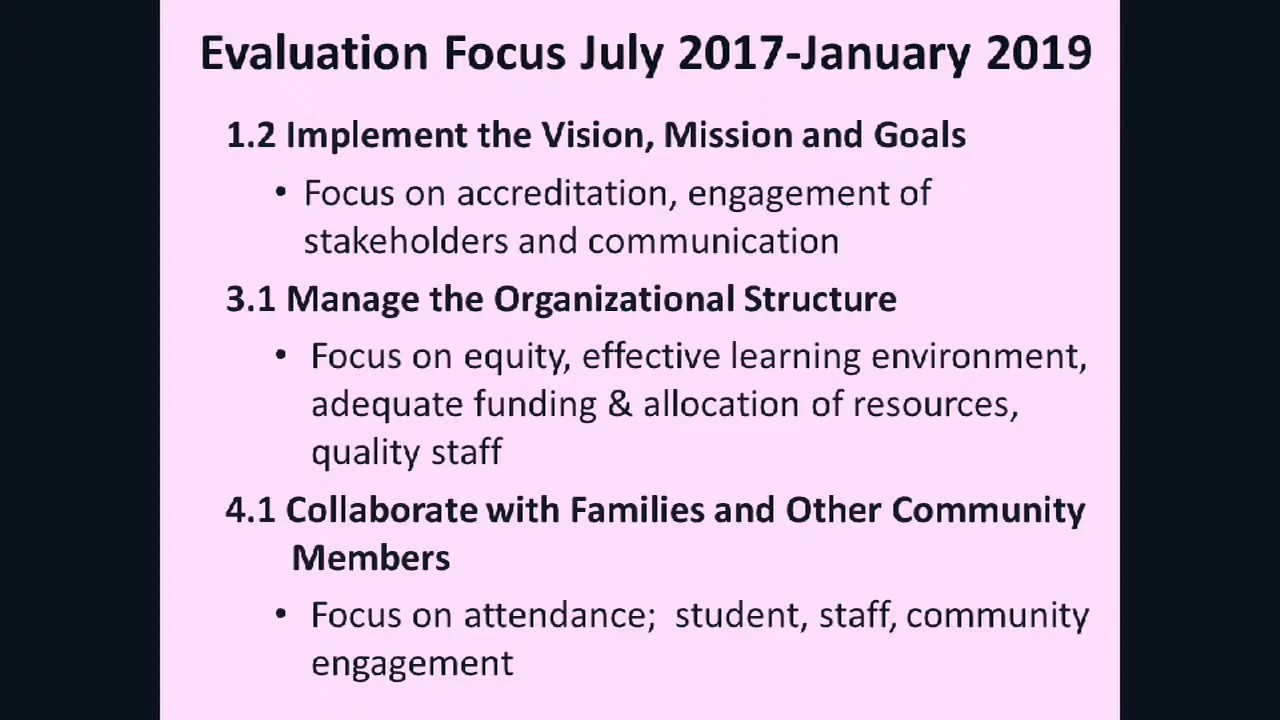 Evaluation Focus July 2017-January 2019
1.2 Implement the Vision, Mission and Goals
• Focus on accreditation, engagement of
stakeholders and communication
3.1 Manage the Organizational Structure
• Focus on equity, effective learning environment,
adequate funding & allocation of resources,
quality staff
4.1 Collaborate with Families and Other Community
Members
• Focus on attendance;  student, staff, community
engagement